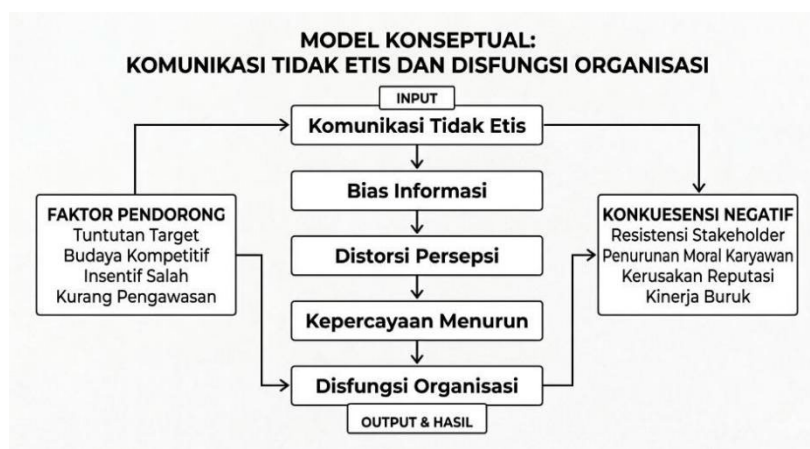 MODEL KONSEPTUAL:
KOMUNIKASI TIDAK ETIS DAN DISFUNGSI ORGANISASI
INPUT
Komunikasi Tidak Etis
Bias Informasi
FAKTOR PENDORONG
Tuntutan Target
Budaya Kompetitif
Insentif Salah
Kurang Pengawasan
Distorsi Persepsi
KONKUESENSI NEGATIF
Resistensi Stakeholder
Penurunan Moral Karyawan
Kerusakan Reputasi
Kinerja Buruk
Kepercayaan Menurun
Disfungsi Organisasi
OUTPUT & HASIL